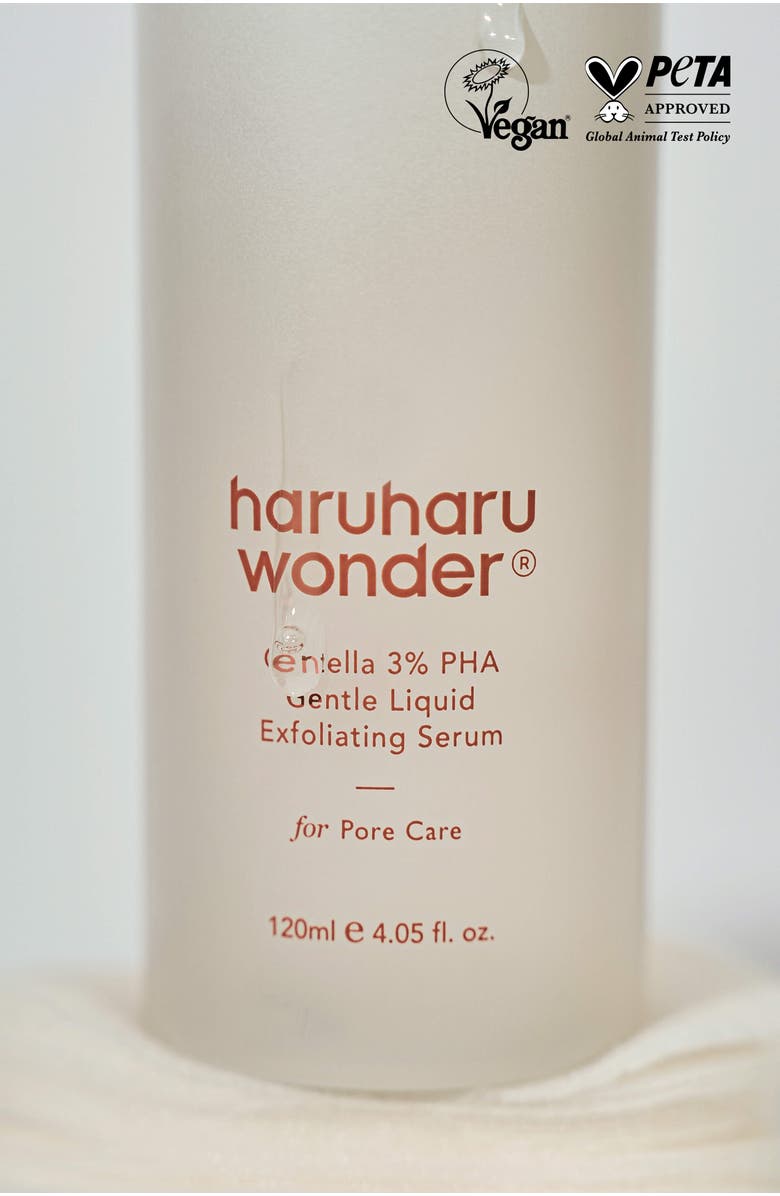 Vegan®
PETA
APPROVED
Global Animal Test Policy
haruharu
wonder®
Centella 3% PHA
Gentle Liquid
Exfoliating Serum
for Pore Care
120ml e 4.05 fl. oz.